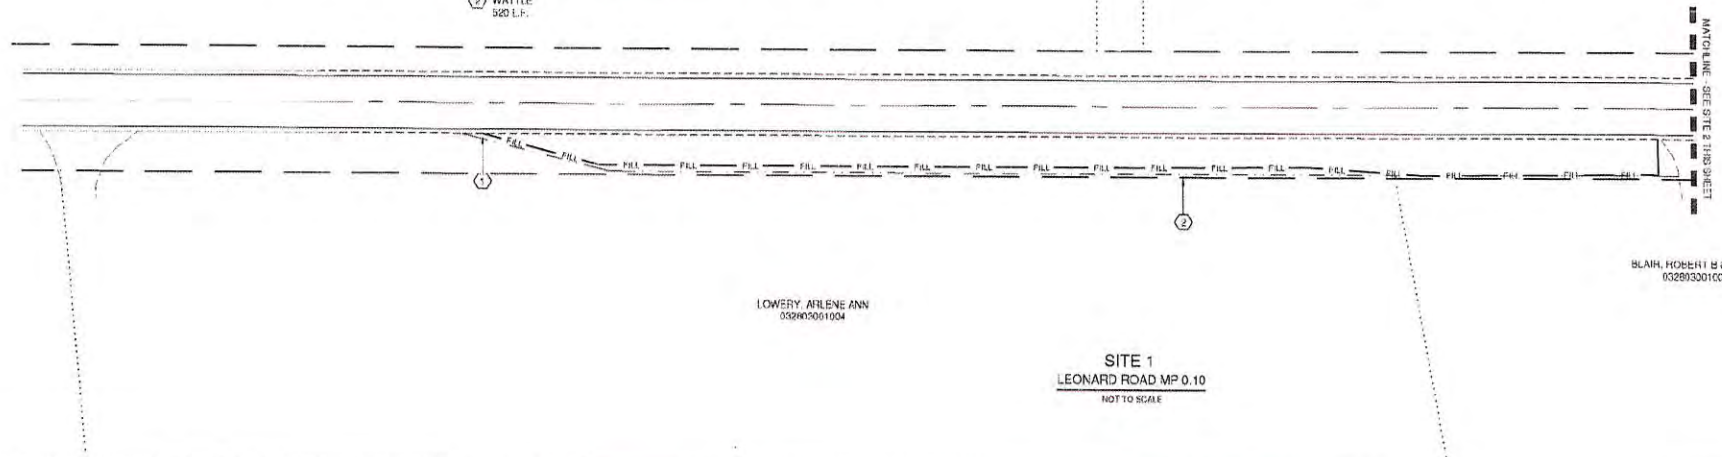 2 WATTLE
520 L.F.
MATCHLINE - SEE SITE 2 THIS SHEET
FILL
FILL FILL FILL FILL FILL FILL FILL FILL FILL FILL FILL FILL FILL FILL FILL FILL FILL FILL
1
2
BLAIR, ROBERT B
LOWERY, ARLENE ANN
032803001004
SITE 1
LEONARD ROAD MP 0.10
NOT TO SCALE